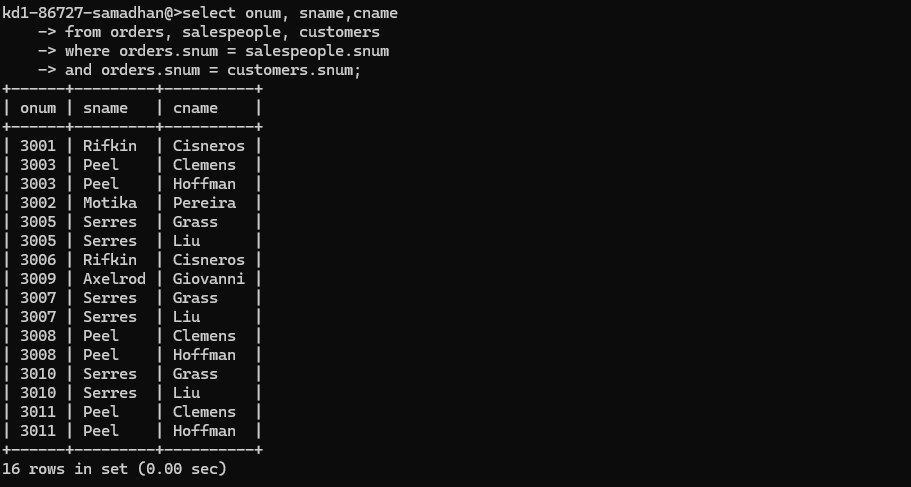 kd1-86727-samadhan@>select onum, sname,cname
    -> from orders, salespeople, customers
    -> where orders.snum = salespeople.snum
    -> and orders.snum = customers.snum;
+------+---------+----------+
| onum | sname   | cname    |
+------+---------+----------+
| 3001 | Rifkin  | Cisneros |
| 3003 | Peel    | Clemens  |
| 3003 | Peel    | Hoffman  |
| 3002 | Motika  | Pereira  |
| 3005 | Serres  | Grass    |
| 3005 | Serres  | Liu      |
| 3006 | Rifkin  | Cisneros |
| 3009 | Axelrod | Giovanni |
| 3007 | Serres  | Grass    |
| 3007 | Serres  | Liu      |
| 3008 | Peel    | Clemens  |
| 3008 | Peel    | Hoffman  |
| 3010 | Serres  | Grass    |
| 3010 | Serres  | Liu      |
| 3011 | Peel    | Clemens  |
| 3011 | Peel    | Hoffman  |
+------+---------+----------+
16 rows in set (0.00 sec)